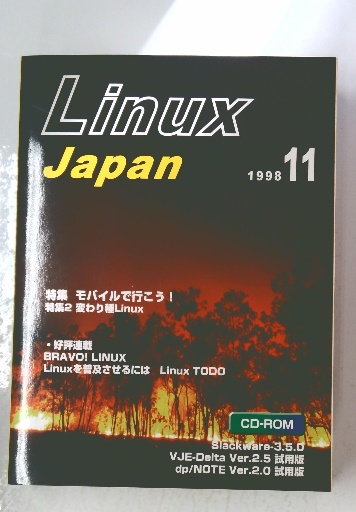 Linux
Japan
1998 11
特集 モバイルで行こう！
特集2 変わり種Linux
・好評連載
BRAVO! LINUX
Linuxを普及させるには Linux TODO
CD-ROM
Slackware-3.5.0
VJE-Delta Ver.2.5 試用版
dp/NOTE Ver.2.0 試用版